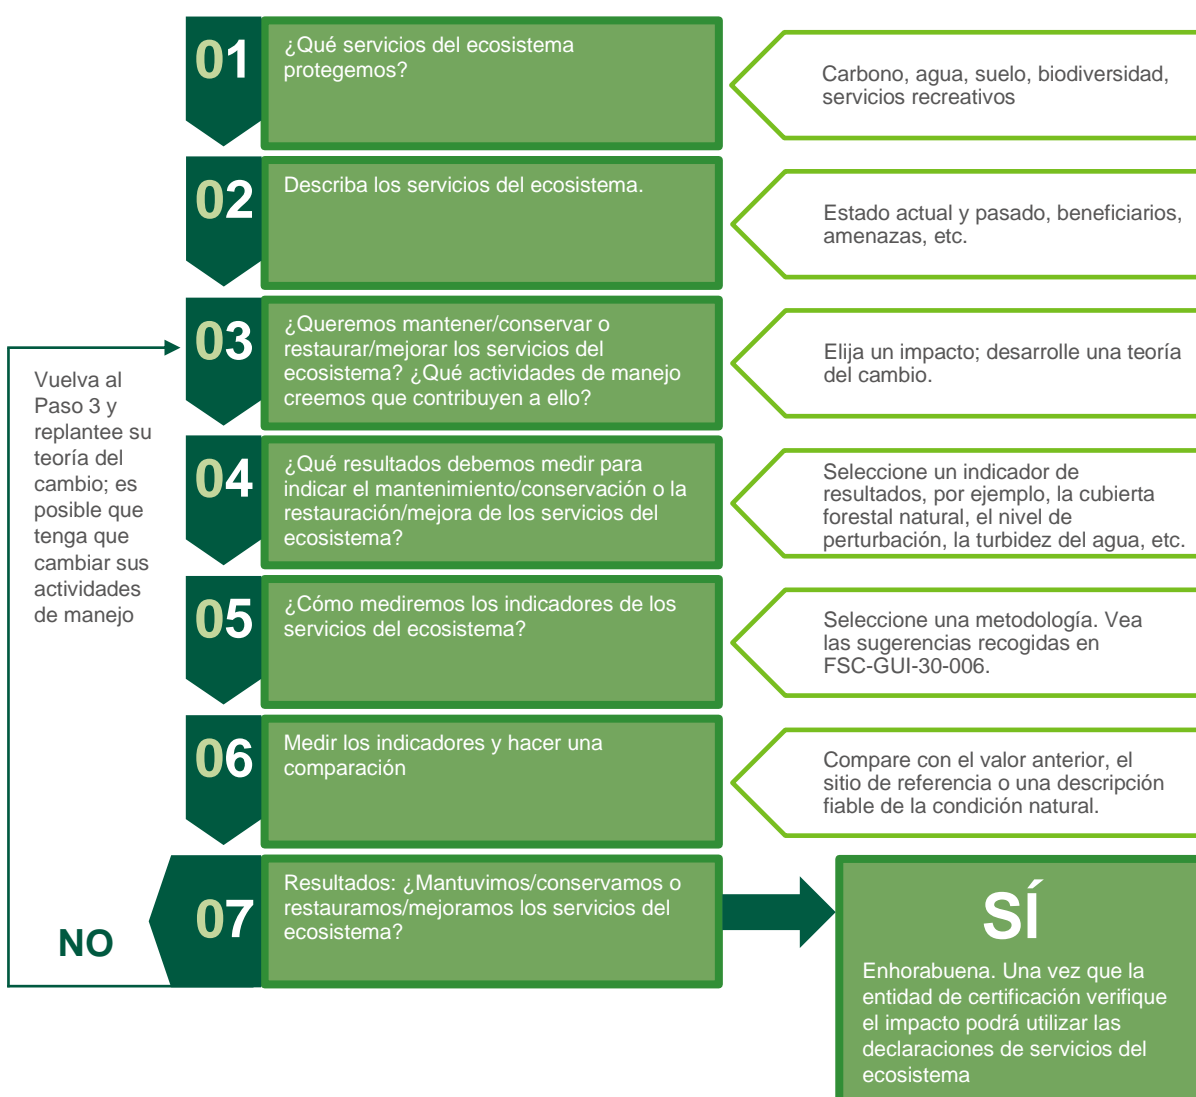 01
¿Qué servicios del ecosistema
protegemos?
Carbono, agua, suelo, biodiversidad,
servicios recreativos
02
Describa los servicios del ecosistema.
Estado actual y pasado, beneficiarios,
amenazas, etc.
03
¿Queremos mantener/conservar o
restaurar/mejorar los servicios del
ecosistema? ¿Qué actividades de manejo
creemos que contribuyen a ello?
Elija un impacto; desarrolle una teoría
del cambio.
Vuelva al
Paso 3 y
replantee su
teoría del
cambio; es
posible que
tenga que
cambiar sus
actividades
de manejo
04
¿Qué resultados debemos medir para
indicar el mantenimiento/conservación o la
restauración/mejora de los servicios del
ecosistema?
Seleccione un indicador de
resultados, por ejemplo, la cubierta
forestal natural, el nivel de
perturbación, la turbidez del agua, etc.
05
¿Cómo mediremos los indicadores de los
servicios del ecosistema?
Seleccione una metodología. Vea
las sugerencias recogidas en
FSC-GUI-30-006.
06
Medir los indicadores y hacer una
comparación
Compare con el valor anterior, el
sitio de referencia o una descripción
fiable de la condición natural.
NO
07
Resultados: ¿Mantuvimos/conservamos o
restauramos/mejoramos los servicios del
ecosistema?
SÍ
Enhorabuena. Una vez que la
entidad de certificación verifique
el impacto podrá utilizar las
declaraciones de servicios del
ecosistema